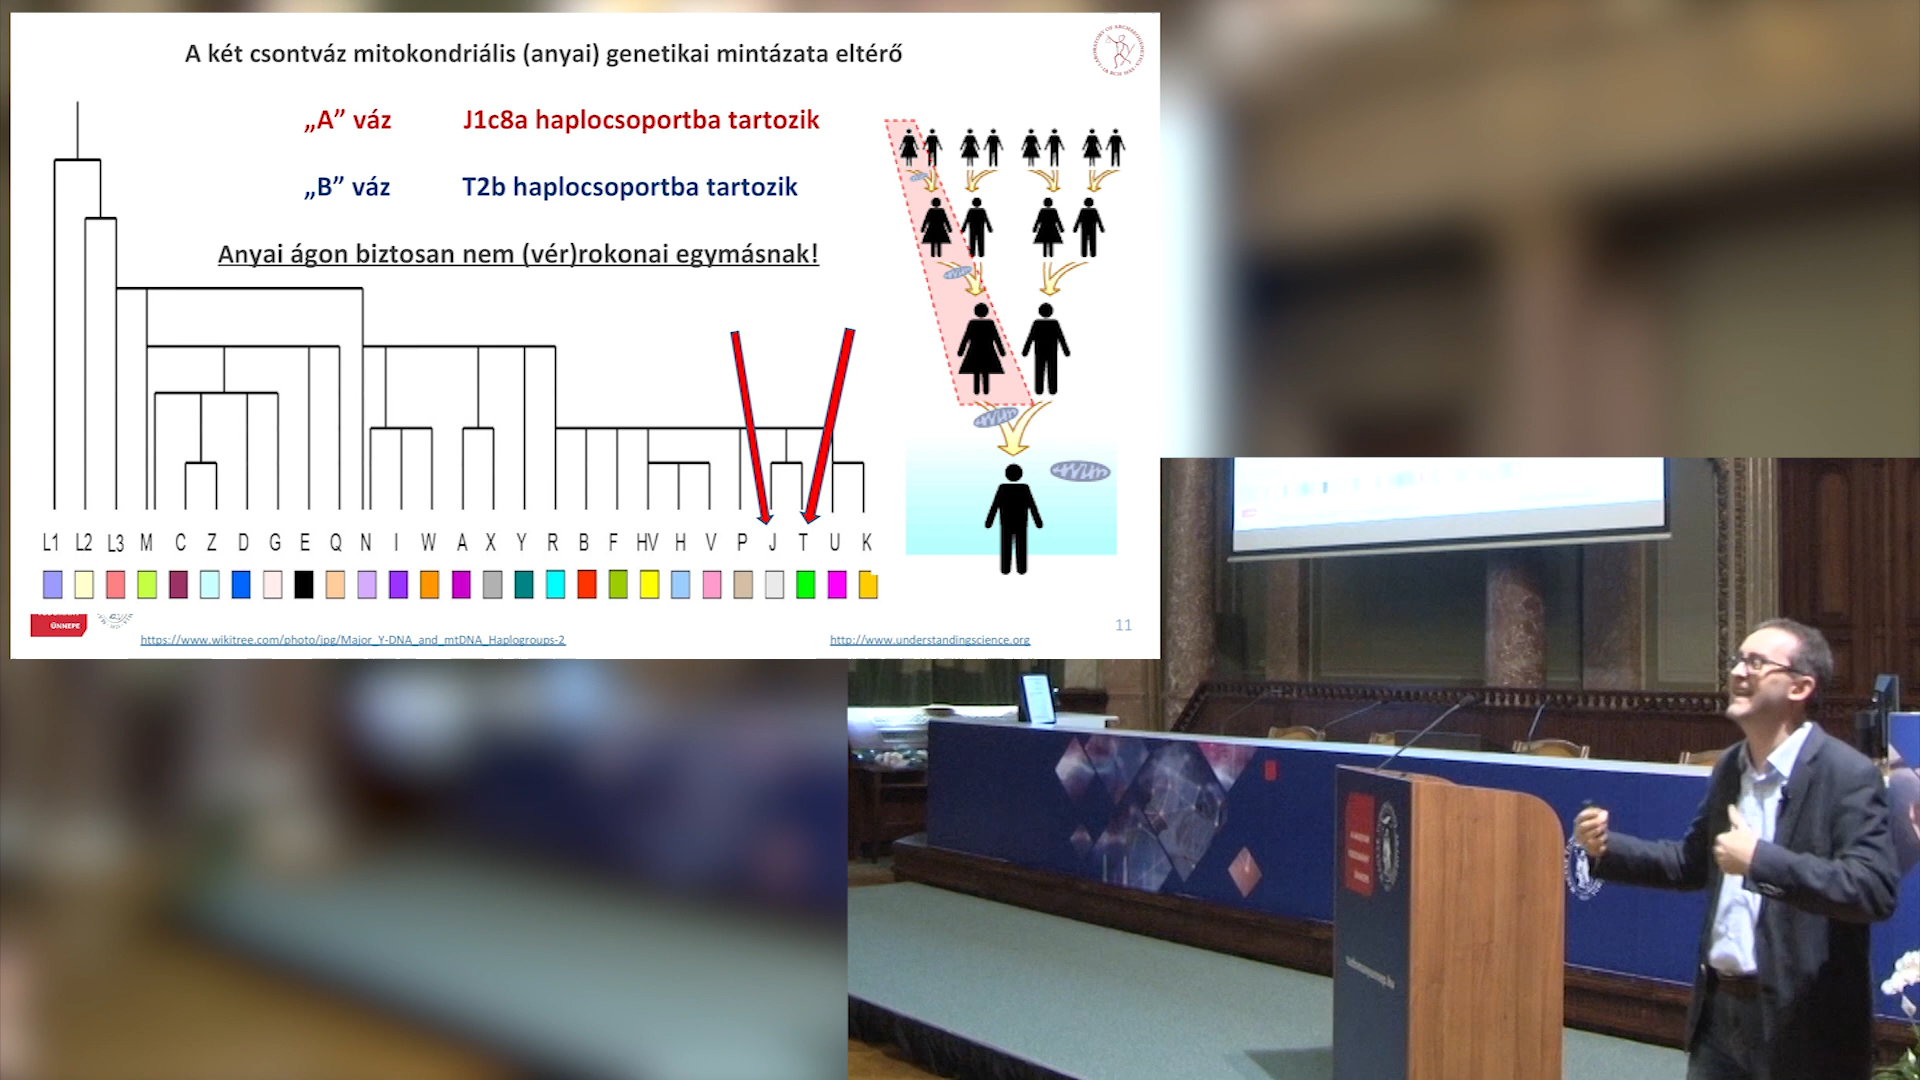 A két csontváz mitokondriális (anyai) genetikai mintázata eltérő
„A” váz J1c8a haplocsoportba tartozik
„B” váz T2b haplocsoportba tartozik
Anyai ágon biztosan nem (vér)rokonai egymásnak!
L1 L2 L3 M C Z D G E Q N I W A X Y R B F HV H V P J T U K
ÜNNEPE
https://www.wikitree.com/photo/jpg/Major_Y-DNA_and_mtDNA_Haplogroups-2
http://www.understandingscience.org
11